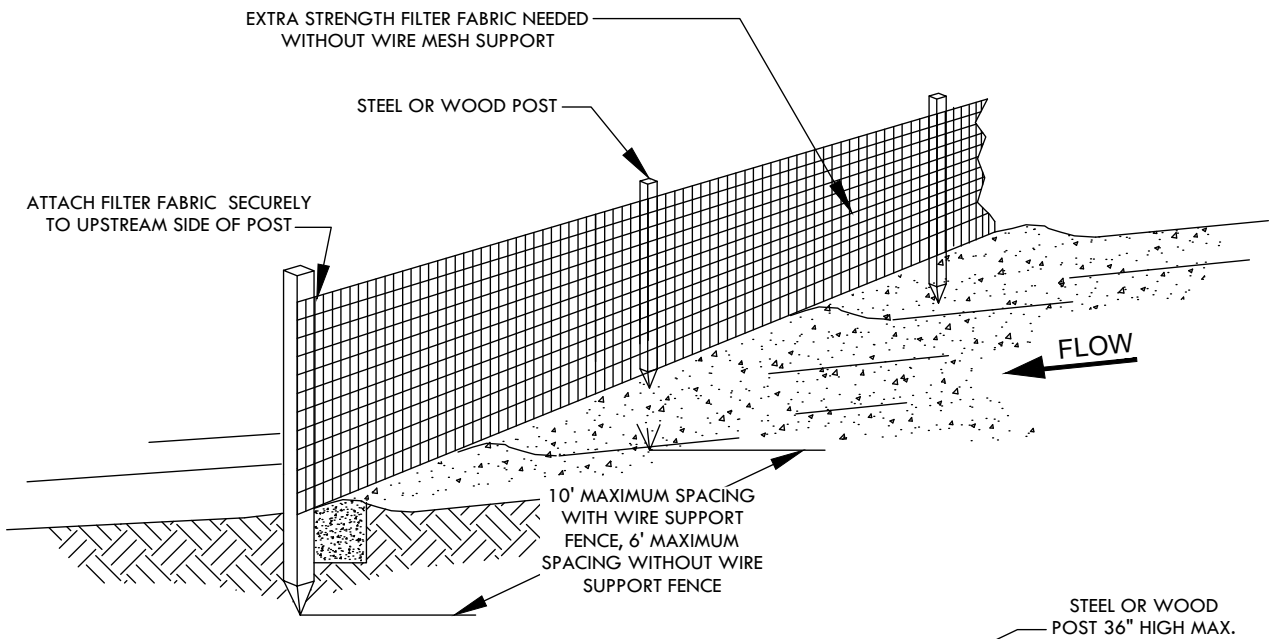 EXTRA STRENGTH FILTER FABRIC NEEDED
WITHOUT WIRE MESH SUPPORT
STEEL OR WOOD POST
ATTACH FILTER FABRIC SECURELY
TO UPSTREAM SIDE OF POST
FLOW
10' MAXIMUM SPACING
WITH WIRE SUPPORT
FENCE, 6' MAXIMUM
SPACING WITHOUT WIRE
SUPPORT FENCE
STEEL OR WOOD
POST 36" HIGH MAX.